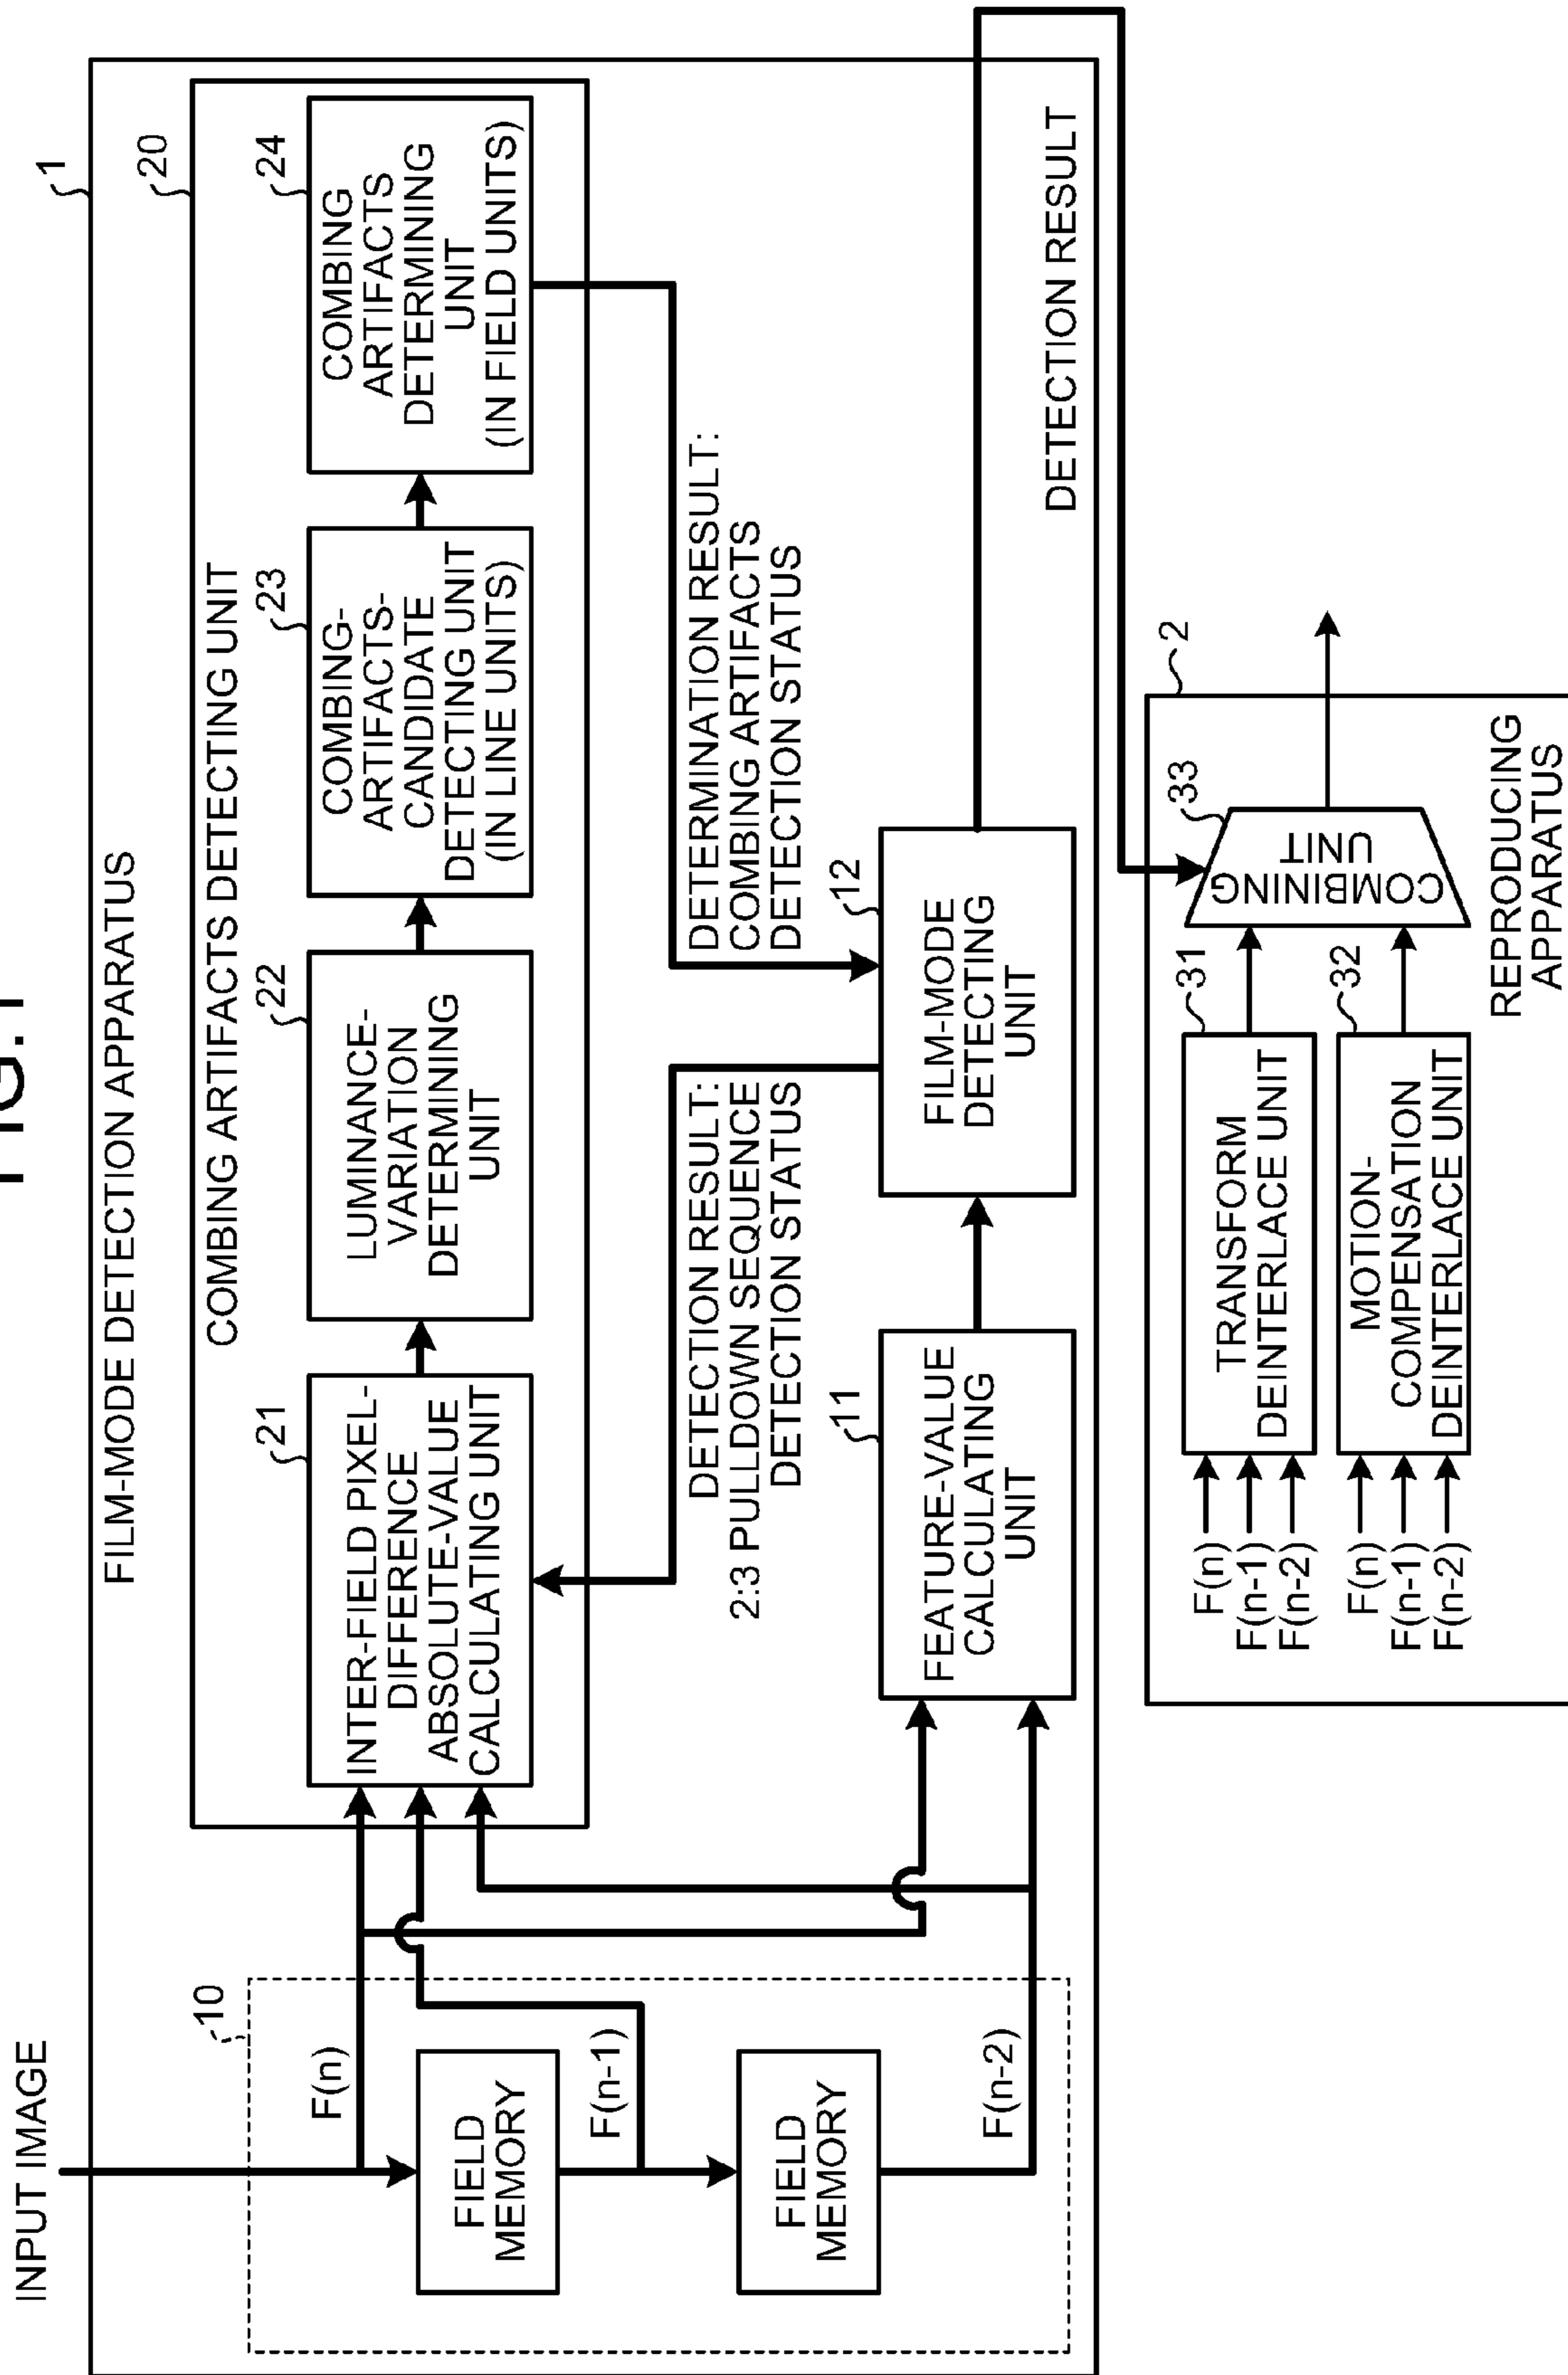 FIG.1
INPUT IMAGE
FILM-MODE DETECTION APPARATUS
1
10
F(n)
FIELD
MEMORY
F(n-1)
FIELD
MEMORY
F(n-2)
COMBING ARTIFACTS DETECTING UNIT
20
21
INTER-FIELD PIXEL-
DIFFERENCE
ABSOLUTE-VALUE
CALCULATING UNIT
22
LUMINANCE-
VARIATION
DETERMINING
UNIT
23
COMBING-
ARTIFACTS-
CANDIDATE
DETECTING UNIT
(IN LINE UNITS)
24
COMBING
ARTIFACTS
DETERMINING
UNIT
(IN FIELD UNITS)
DETECTION RESULT:
2:3 PULLDOWN SEQUENCE
DETECTION STATUS
DETERMINATION RESULT:
COMBING ARTIFACTS
DETECTION STATUS
11
FEATURE-VALUE
CALCULATING
UNIT
12
FILM-MODE
DETECTING
UNIT
DETECTION RESULT
2
F(n)
F(n-1)
F(n-2)
31
TRANSFORM
DEINTERLACE UNIT
F(n)
F(n-1)
F(n-2)
32
MOTION-
COMPENSATION
DEINTERLACE UNIT
33
COMBINING
UNIT
REPRODUCING
APPARATUS